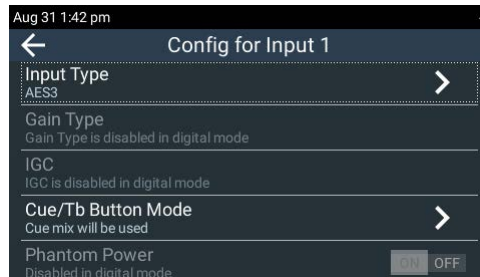 Aug 31 1:42 pm
Config for Input 1
Input Type
AES3
Gain Type
Gain Type is disabled in digital mode
IGC
IGC is disabled in digital mode
Cue/Tb Button Mode
Cue mix will be used
Phantom Power
ON OFF
Disabled in digital mode